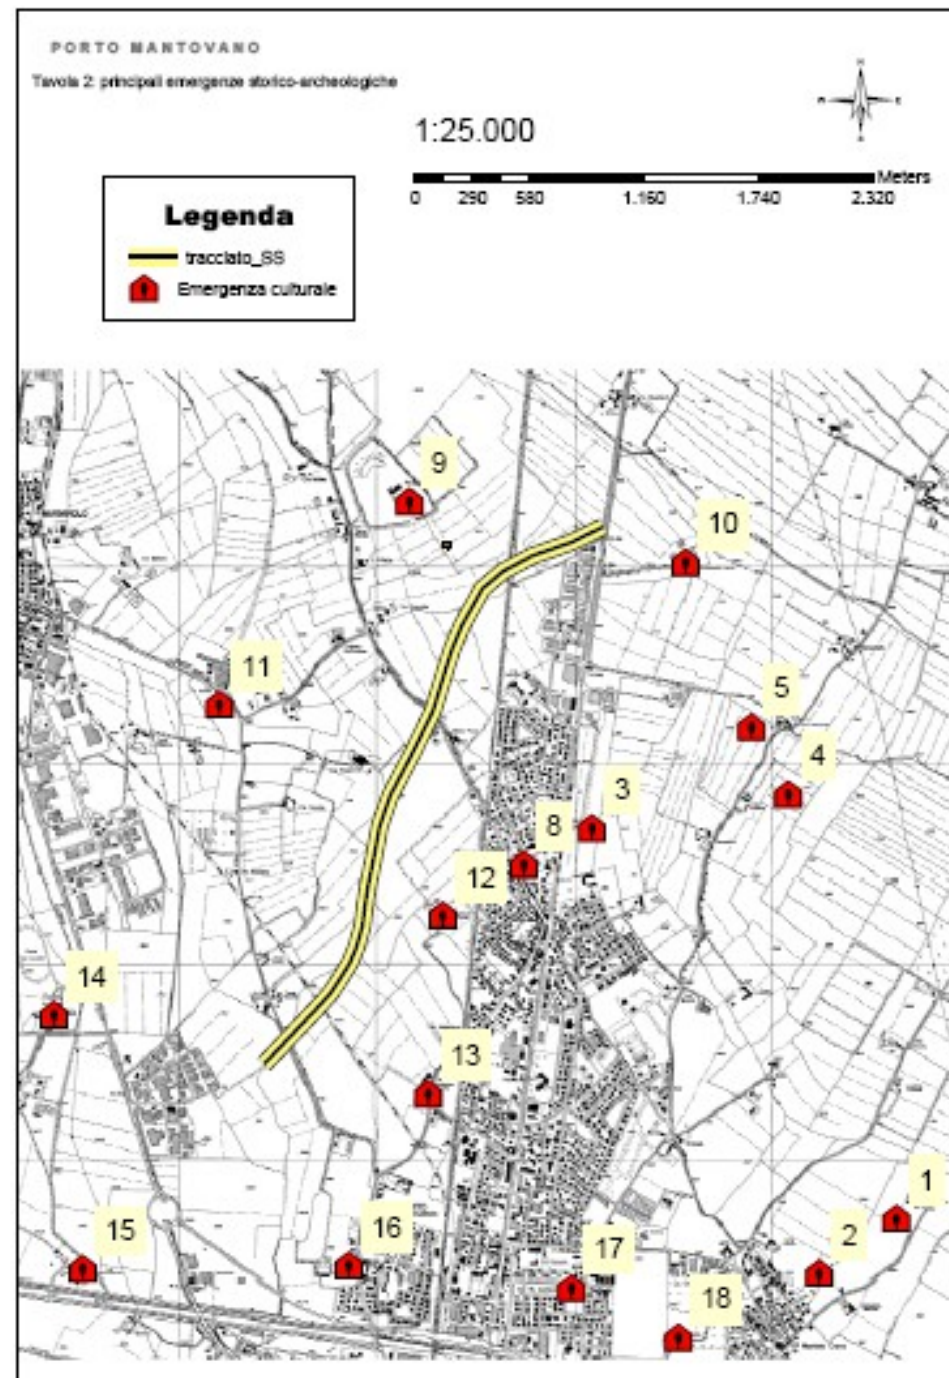 PORTO MANTOVANO
Tavola 2: principali emergenze storico-archeologiche
1:25.000
Meters
0 290 580 1.160 1.740 2.320
Legenda
tracciato_SS
Emergenza culturale
9
10
11
5
4
3
8
12
14
13
1
15
16
2
17
18